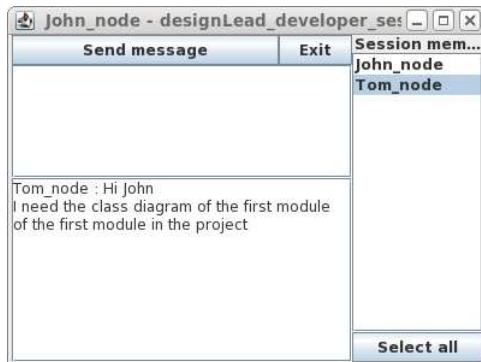 John_node - designLead_developer_ses
Send message
Exit
Session mem...
John_node
Tom_node
Tom_node : Hi John
I need the class diagram of the first module
of the first module in the project
Select all